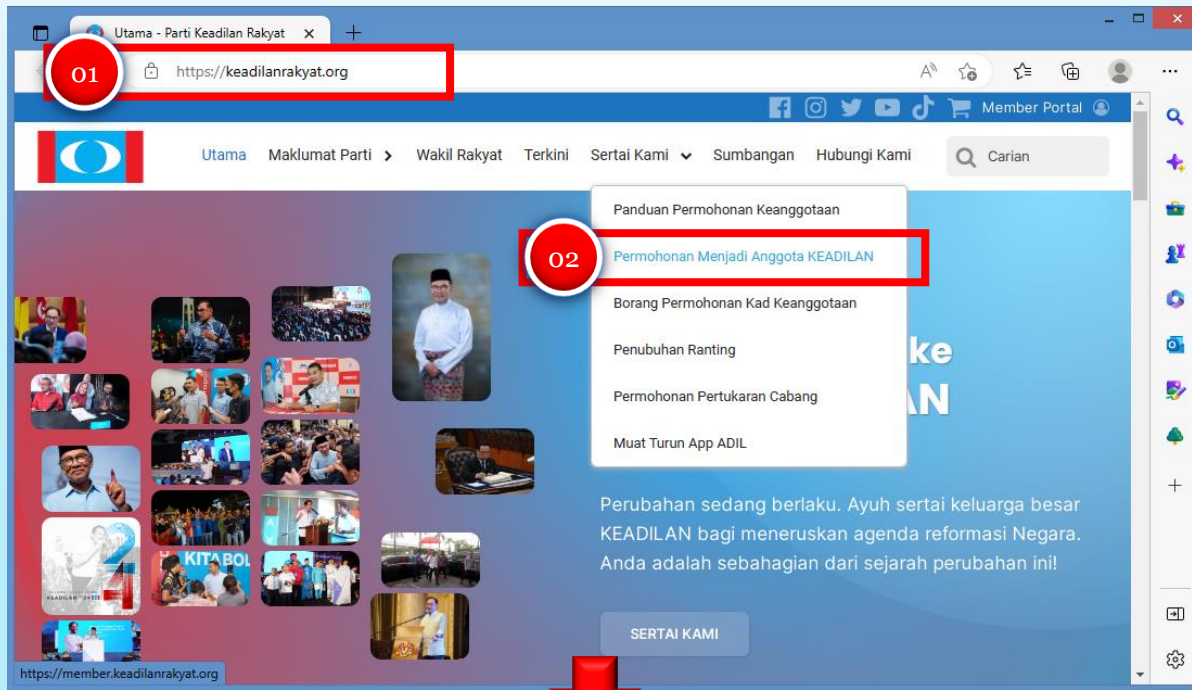 Utama - Parti Keadilan Rakyat
01
https://keadilanrakyat.org
Member Portal
Utama Maklumat Parti Wakil Rakyat Terkini Sertai Kami Sumbangan Hubungi Kami Carian
Panduan Permohonan Keanggotaan
02
Permohonan Menjadi Anggota KEADILAN
Borang Permohonan Kad Keanggotaan
Penubuhan Ranting
Permohonan Pertukaran Cabang
Muat Turun App ADIL
ke
Perubahan sedang berlaku. Ayuh sertai keluarga besar
KEADILAN bagi meneruskan agenda reformasi Negara.
Anda adalah sebahagian dari sejarah perubahan ini!
SERTAI KAMI
https://member.keadilanrakyat.org